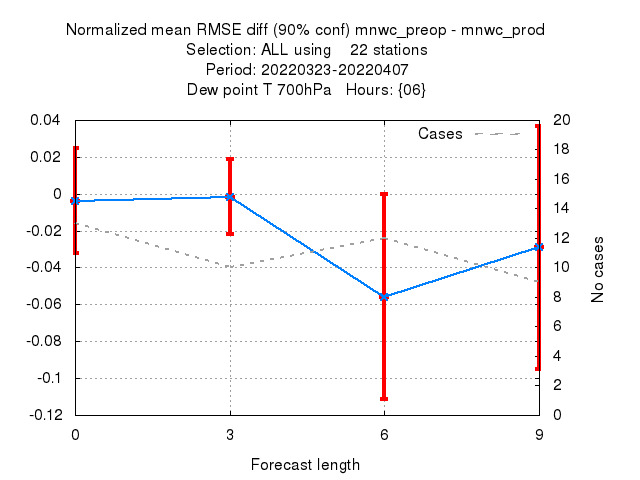 Normalized mean RMSE diff (90% conf) mnwc_preop - mnwc_prod
Selection: ALL using    22 stations
Period: 20220323-20220407
Dew point T 700hPa   Hours: {06}
Cases
0.04
0.02
0
-0.02
-0.04
-0.06
-0.08
-0.1
-0.12
20
18
16
14
12
10
8
6
4
2
0
No cases
0 3 6 9
Forecast length